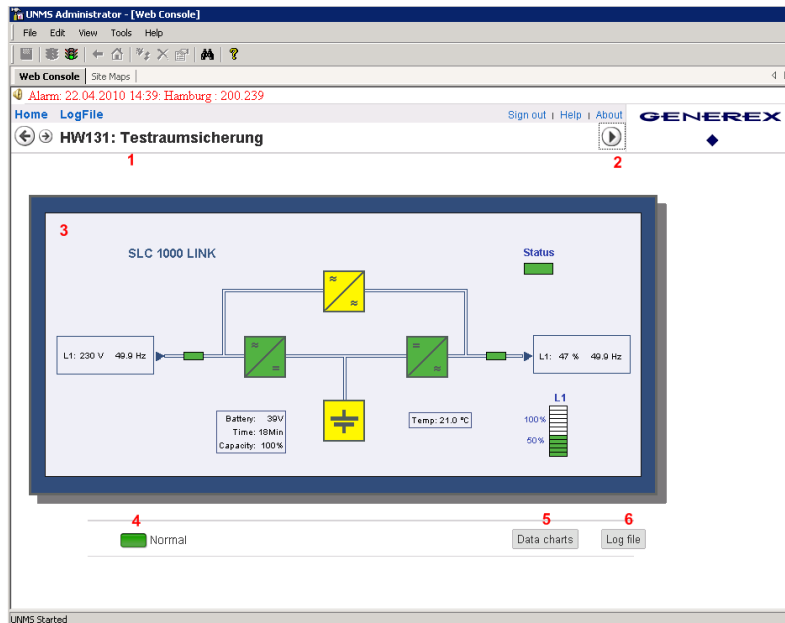 UNMS Administrator - [Web Console]
File Edit View Tools Help
Web Console Site Maps
Alarm: 22.04.2010 14:39: Hamburg : 200.239
Home LogFile Sign out | Help | About GENEREX
HW131: Testraumsicherung
1 2
3
SLC 1000 LINK Status
≈ ≈
L1: 230 V 49.9 Hz ≈ = = ≈ L1: 47 % 49.9 Hz
L1
Battery: 39V
Time: 18Min
Capacity: 100%
Temp: 21.0 °C
100%
50%
4 5 6
Normal Data charts Log file
UNMS Started